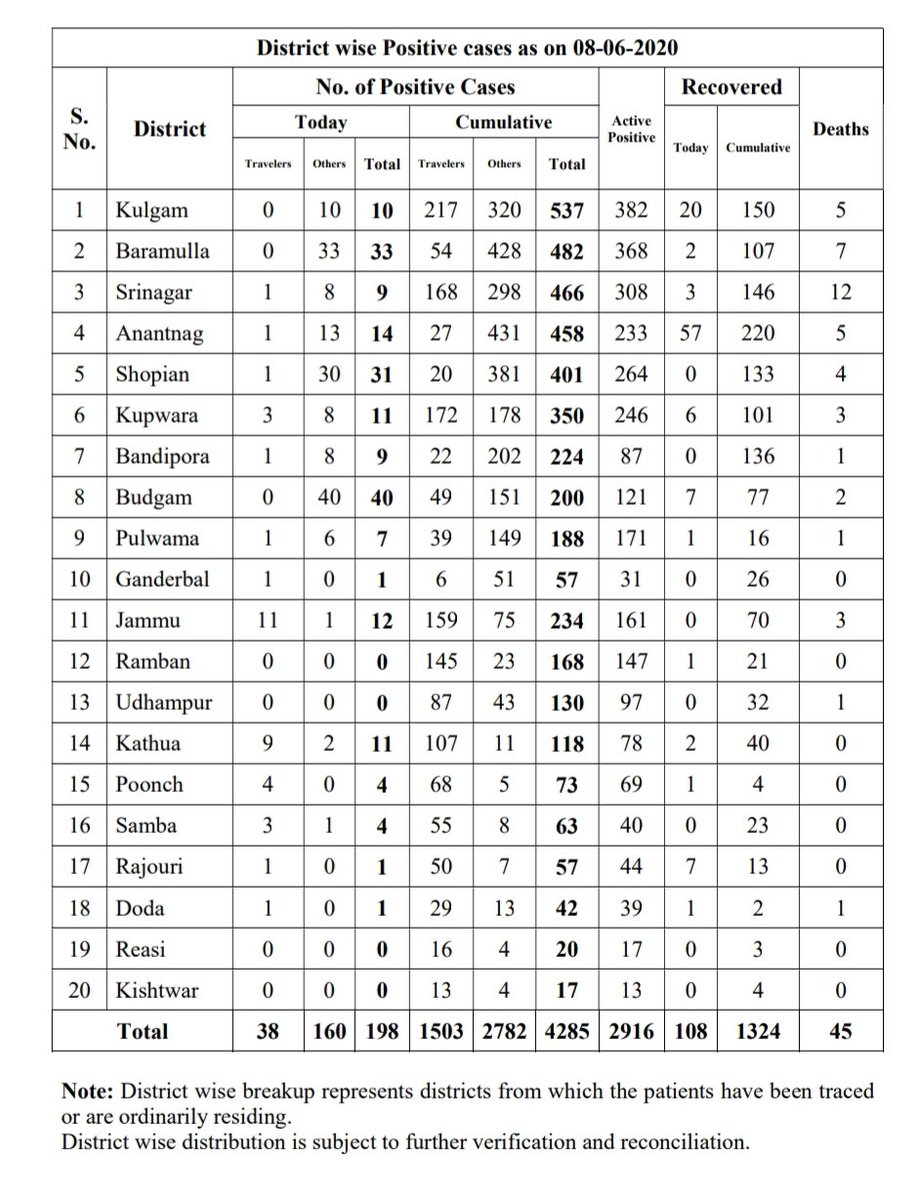 District wise Positive cases as on 08-06-2020
S. No. District No. of Positive Cases Active Positive Recovered Deaths
Today Cumulative Today Cumulative
Travelers Others Total Travelers Others Total
1 Kulgam 0 10 10 217 320 537 382 20 150 5
2 Baramulla 0 33 33 54 428 482 368 2 107 7
3 Srinagar 1 8 9 168 298 466 308 3 146 12
4 Anantnag 1 13 14 27 431 458 233 57 220 5
5 Shopian 1 30 31 20 381 401 264 0 133 4
6 Kupwara 3 8 11 172 178 350 246 6 101 3
7 Bandipora 1 8 9 22 202 224 87 0 136 1
8 Budgam 0 40 40 49 151 200 121 7 77 2
9 Pulwama 1 6 7 39 149 188 171 1 16 1
10 Ganderbal 1 0 1 6 51 57 31 0 26 0
11 Jammu 11 1 12 159 75 234 161 0 70 3
12 Ramban 0 0 0 145 23 168 147 1 21 0
13 Udhampur 0 0 0 87 43 130 97 0 32 1
14 Kathua 9 2 11 107 11 118 78 2 40 0
15 Poonch 4 0 4 68 5 73 69 1 4 0
16 Samba 3 1 4 55 8 63 40 0 23 0
17 Rajouri 1 0 1 50 7 57 44 7 13 0
18 Doda 1 0 1 29 13 42 39 1 2 1
19 Reasi 0 0 0 16 4 20 17 0 3 0
20 Kishtwar 0 0 0 13 4 17 13 0 4 0
Total 38 160 198 1503 2782 4285 2916 108 1324 45
Note: District wise breakup represents districts from which the patients have been traced
or are ordinarily residing.
District wise distribution is subject to further verification and reconciliation.